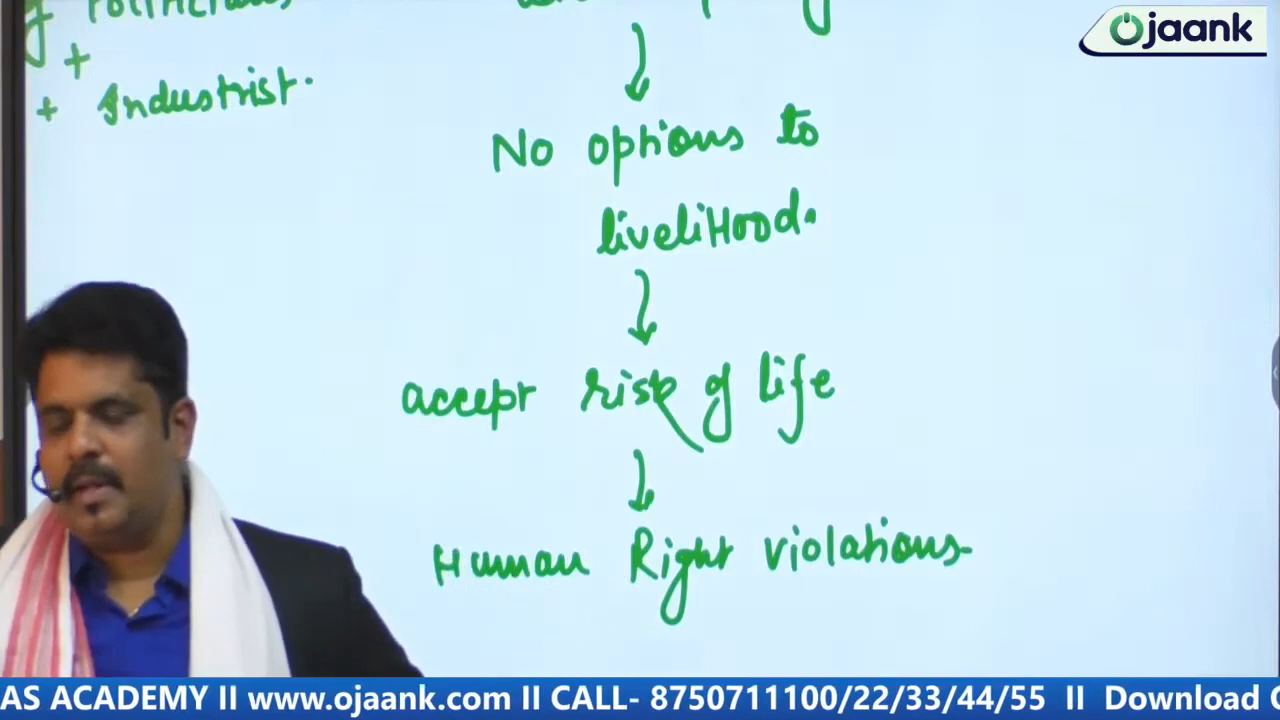 +
+ Industrist.
No options to
liveliHood.
accept risk of life
Human Right violations
Ojaank
AS ACADEMY II www.ojaank.com II CALL- 8750711100/22/33/44/55 II Download